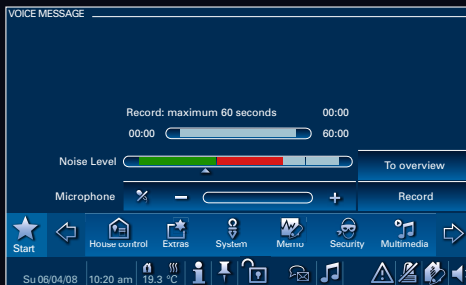 VOICE MESSAGE
Record: maximum 60 seconds 00:00
00:00 60:00
Noise Level To overview
Microphone Record
Start House control Extras System Memo Security Multimedia
Su 06/04/08 10:20 am 19.3 °C